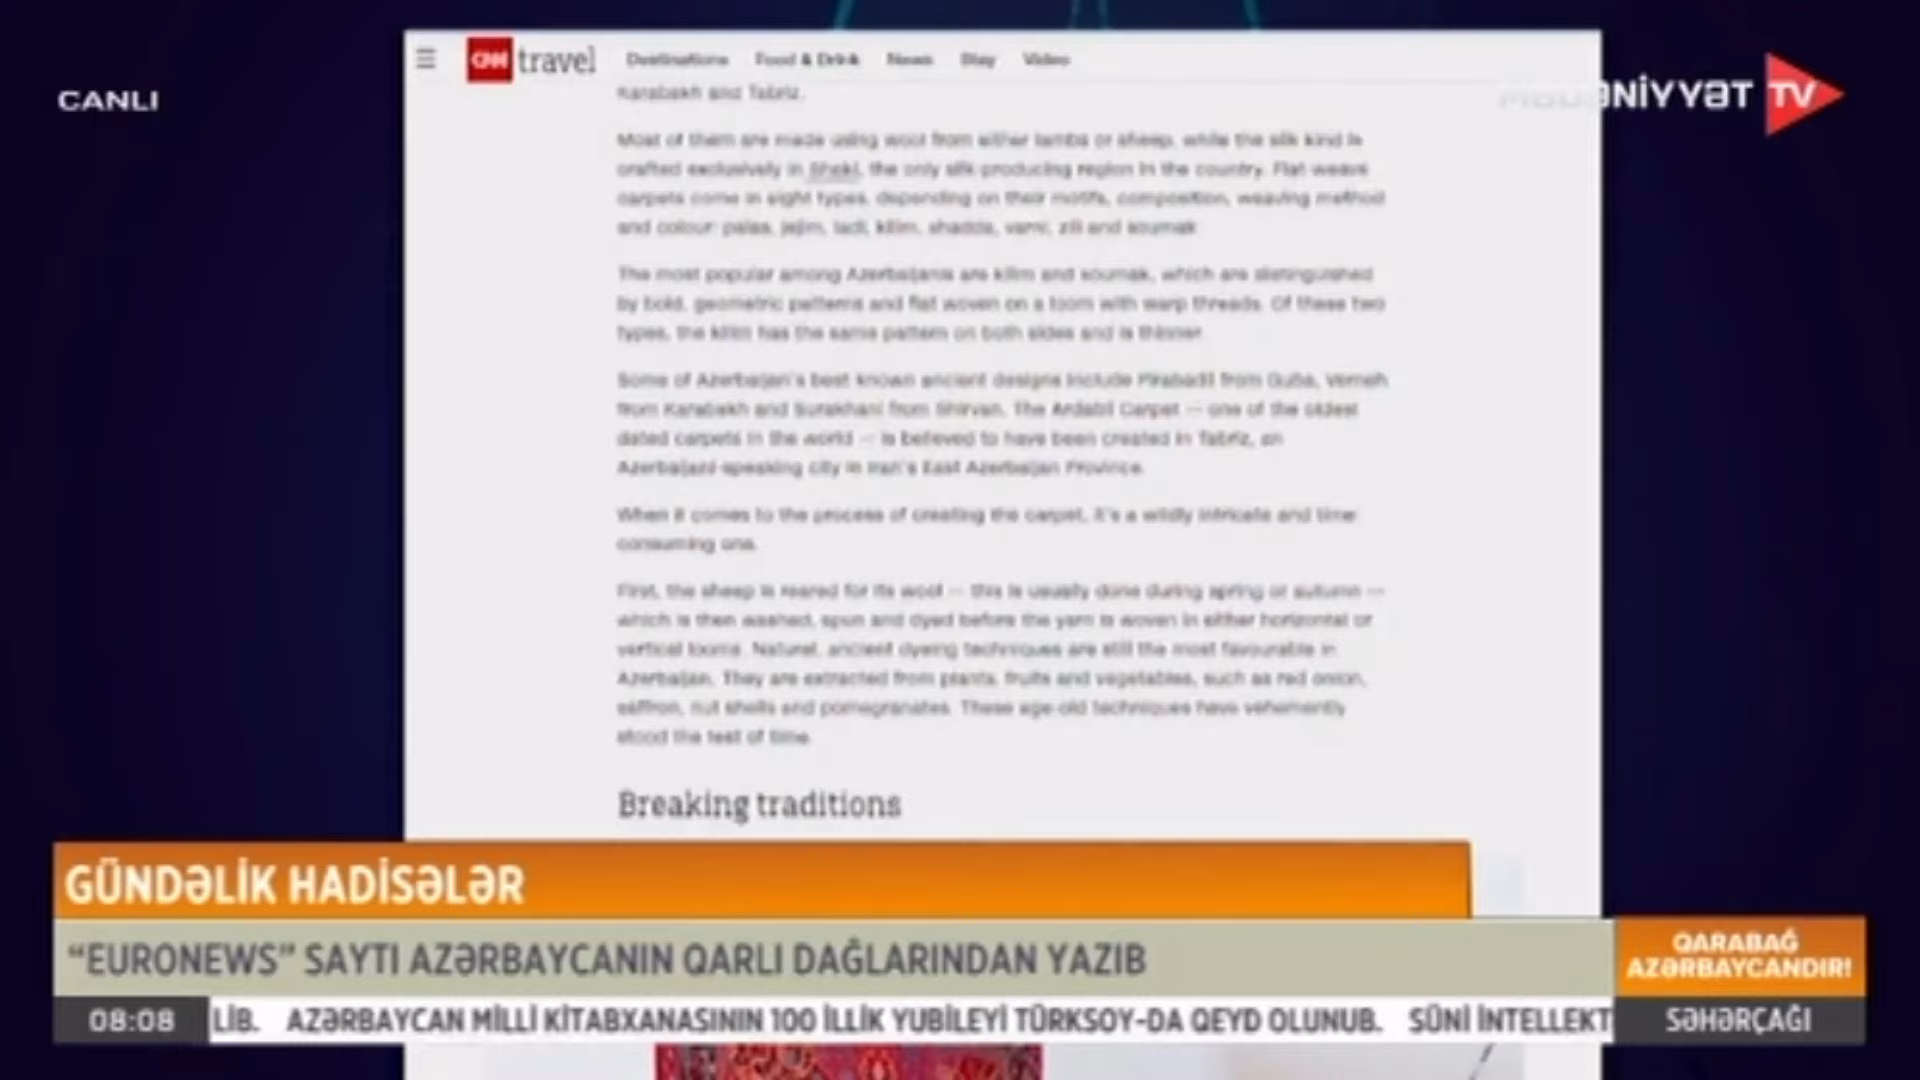 CNN travel Destinations Food & Drink News Stay Video
CANLI
MƏDƏNİYYƏT TV
Karabakh and Tabriz.
Most of them are made using wool from either lambs or sheep, while the silk kind is
crafted exclusively in Sheki, the only silk-producing region in the country. Flat weave
carpets come in eight types, depending on their motifs, composition, weaving method
and colour: palas, jejim, ladi, kilim, shadda, varni, zili and soumak
The most popular among Azerbaijanis are kilim and soumak, which are distinguished
by bold, geometric patterns and flat woven on a loom with warp threads. Of these two
types, the kilim has the same pattern on both sides and is thinner.
Some of Azerbaijan's best known ancient designs include Pirabadil from Guba, Verneh
from Karabakh and Surakhani from Shirvan. The Ardabil Carpet -- one of the oldest
dated carpets in the world -- is believed to have been created in Tabriz, an
Azerbaijani-speaking city in Iran's East Azerbaijan Province.
When it comes to the process of creating the carpet, it's a wildly intricate and time
consuming one.
First, the sheep is reared for its wool -- this is usually done during spring or autumn --
which is then washed, spun and dyed before the yarn is woven in either horizontal or
vertical looms. Natural, ancient dyeing techniques are still the most favourable in
Azerbaijan. They are extracted from plants, fruits and vegetables, such as red onion,
saffron, nut shells and pomegranates. These age-old techniques have vehemently
stood the test of time.
Breaking traditions
GÜNDƏLİK HADİSƏLƏR
“EURONEWS” SAYTI AZƏRBAYCANIN QARLI DAĞLARINDAN YAZIB
QARABAĞ
AZƏRBAYCANDIR!
08:08 LİB. AZƏRBAYCAN MİLLİ KİTABXANASININ 100 İLLİK YUBİLEYİ TÜRKSOY-DA QEYD OLUNUB. SÜNİ İNTELLEKT
SƏHƏRÇAĞI